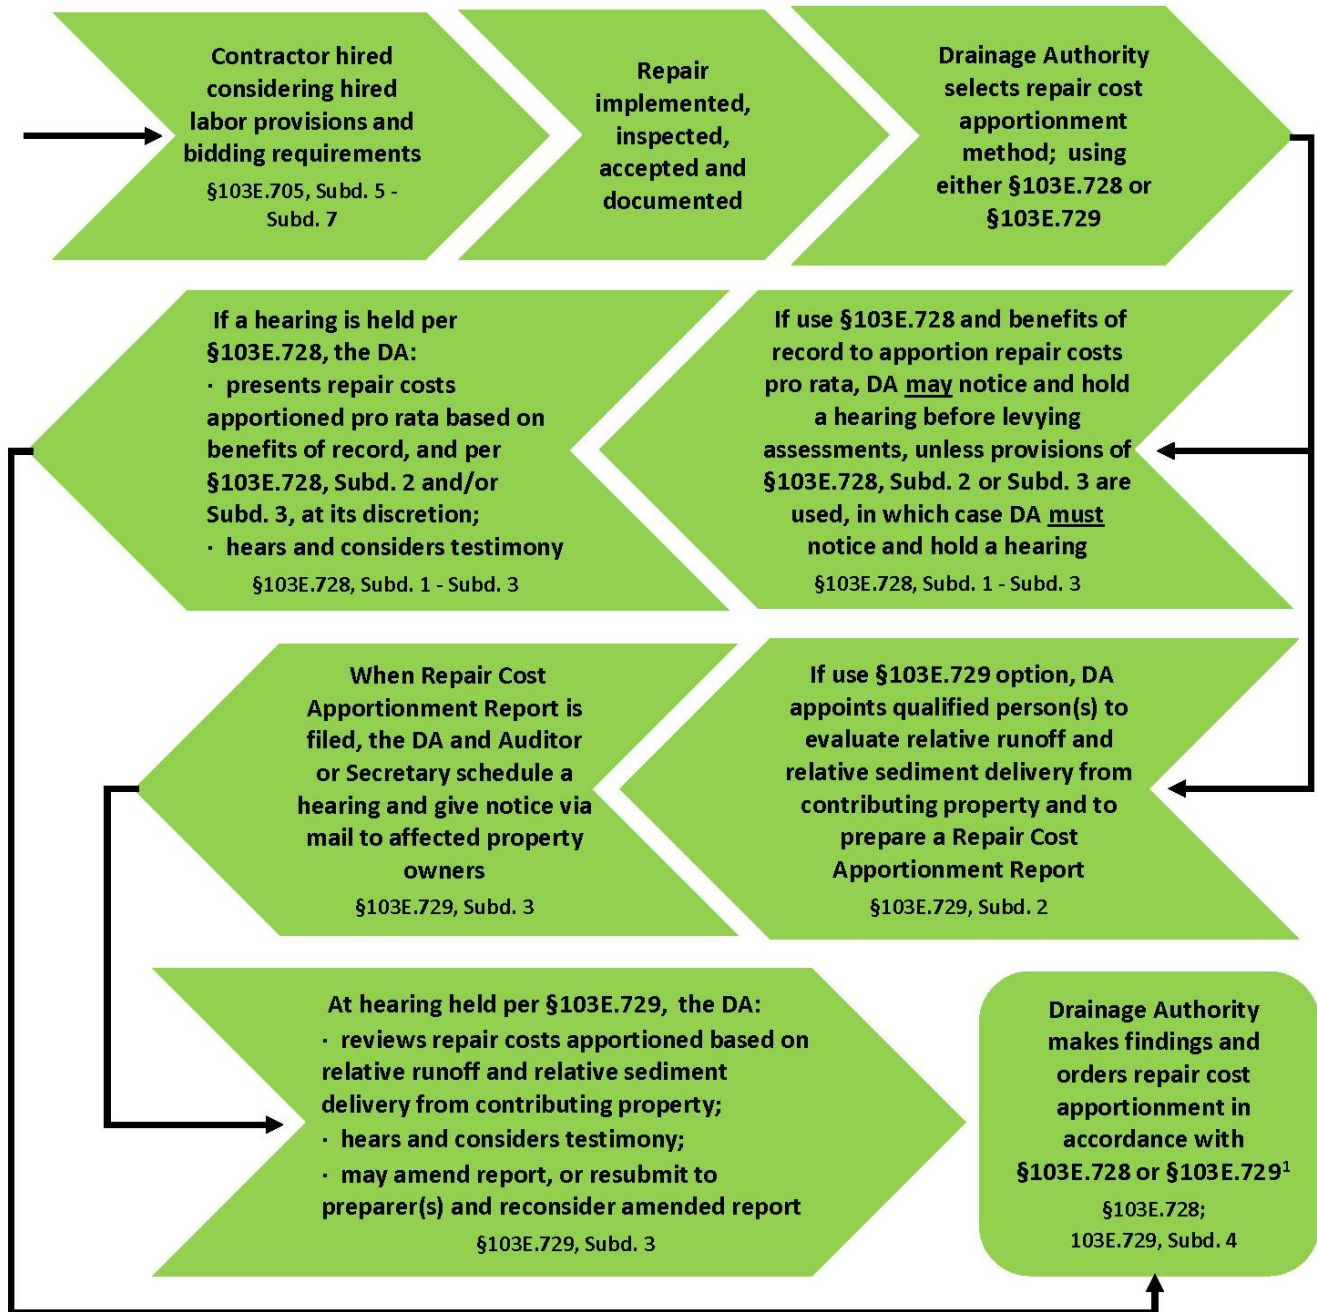 Contractor hired
considering hired
labor provisions and
bidding requirements
§103E.705, Subd. 5 -
Subd. 7
Repair
implemented,
inspected,
accepted and
documented
Drainage Authority
selects repair cost
apportionment
method;  using
either §103E.728 or
§103E.729
If use §103E.728 and benefits of
record to apportion repair costs
pro rata, DA may notice and hold
a hearing before levying
assessments, unless provisions of
§103E.728, Subd. 2 or Subd. 3 are
used, in which case DA must
notice and hold a hearing
§103E.728, Subd. 1 - Subd. 3
If a hearing is held per
§103E.728, the DA:
· presents repair costs
apportioned pro rata based on
benefits of record, and per
§103E.728, Subd. 2 and/or
Subd. 3, at its discretion;
· hears and considers testimony
§103E.728, Subd. 1 - Subd. 3
If use §103E.729 option, DA
appoints qualified person(s) to
evaluate relative runoff and
relative sediment delivery from
contributing property and to
prepare a Repair Cost
Apportionment Report
§103E.729, Subd. 2
When Repair Cost
Apportionment Report is
filed, the DA and Auditor
or Secretary schedule a
hearing and give notice via
mail to affected property
owners
§103E.729, Subd. 3
At hearing held per §103E.729,  the DA:
· reviews repair costs apportioned based on
relative runoff and relative sediment
delivery from contributing property;
· hears and considers testimony;
· may amend report, or resubmit to
preparer(s) and reconsider amended report
§103E.729, Subd. 3
Drainage Authority
makes findings and
orders repair cost
apportionment in
accordance with
§103E.728 or §103E.729¹
§103E.728;
103E.729, Subd. 4